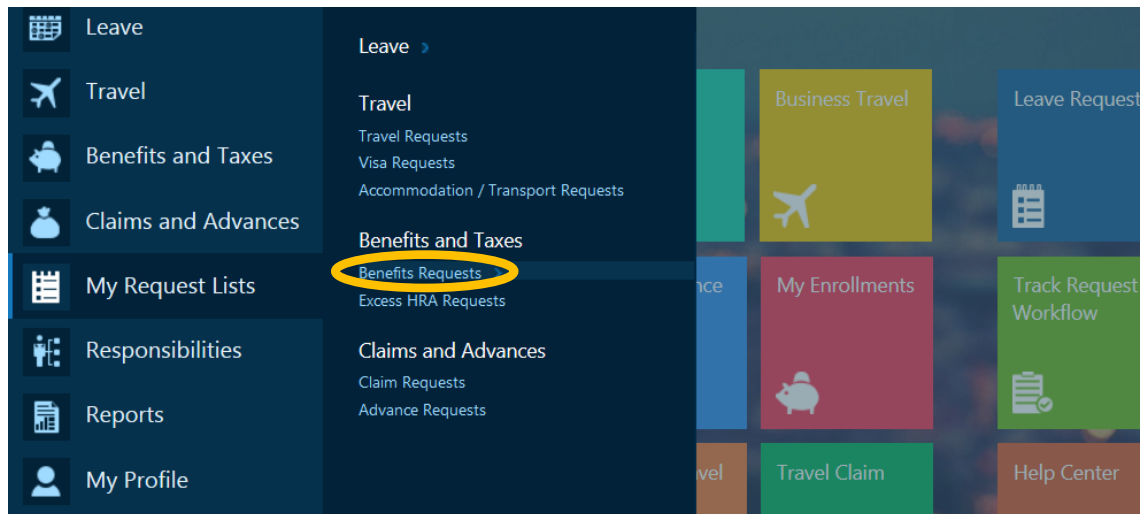 Leave
Travel
Benefits and Taxes
Claims and Advances
My Request Lists
Responsibilities
Reports
My Profile
Leave
Travel
Travel Requests
Visa Requests
Accommodation / Transport Requests
Benefits and Taxes
Benefits Requests
Excess HRA Requests
Claims and Advances
Claim Requests
Advance Requests
Business Travel
Leave Request
nce
My Enrollments
Track Request
Workflow
vel
Travel Claim
Help Center